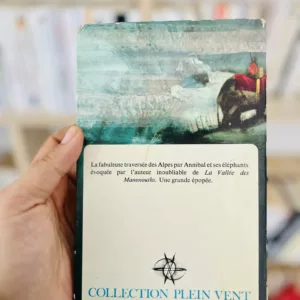 La fabuleuse traversée des Alpes par Annibal et ses éléphants
évoquée par l'auteur inoubliable de La Vallée des
Mammouths. Une grande épopée.
COLLECTION PLEIN VENT